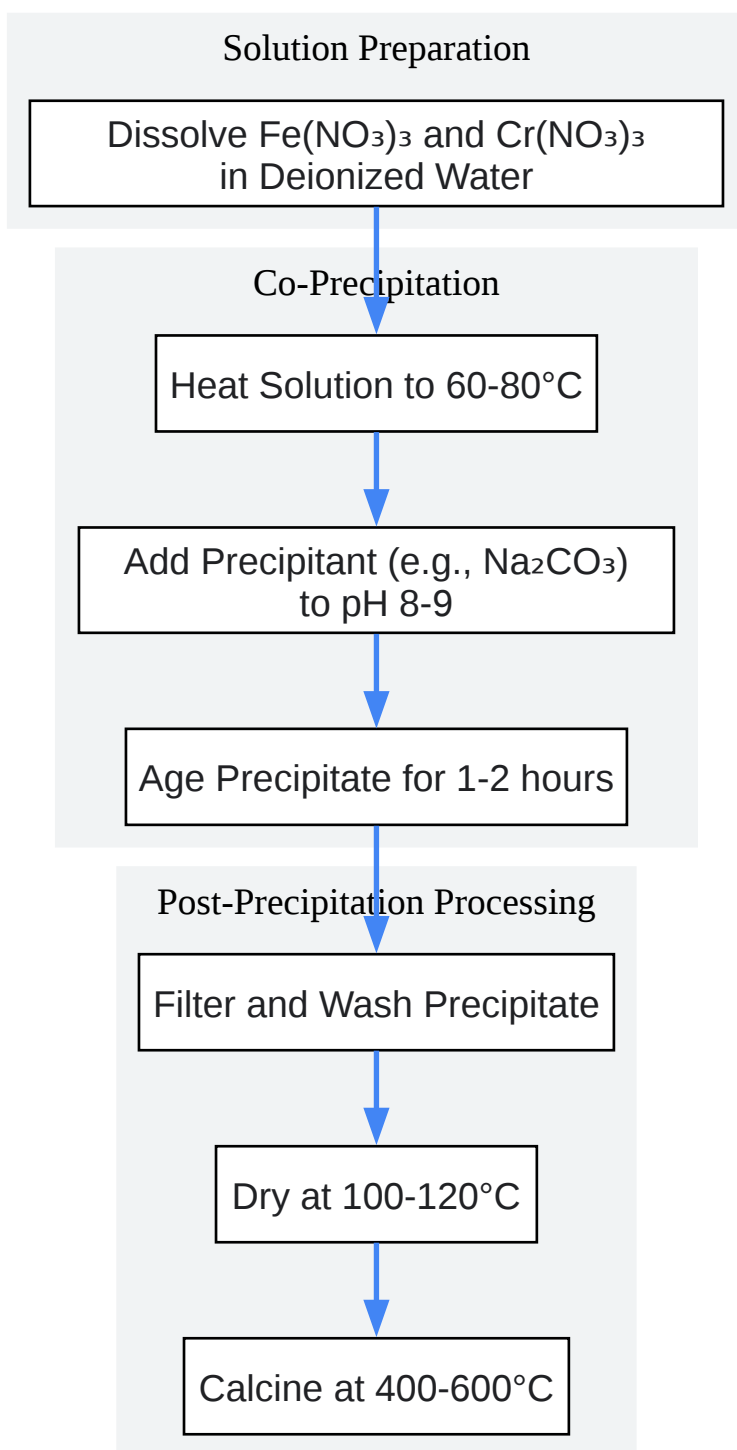 Solution Preparation
Dissolve Fe(NO₃)₃ and Cr(NO₃)₃
in Deionized Water
Co-Precipitation
Heat Solution to 60-80°C
Add Precipitant (e.g., Na₂CO₃)
to pH 8-9
Age Precipitate for 1-2 hours
Post-Precipitation Processing
Filter and Wash Precipitate
Dry at 100-120°C
Calcine at 400-600°C